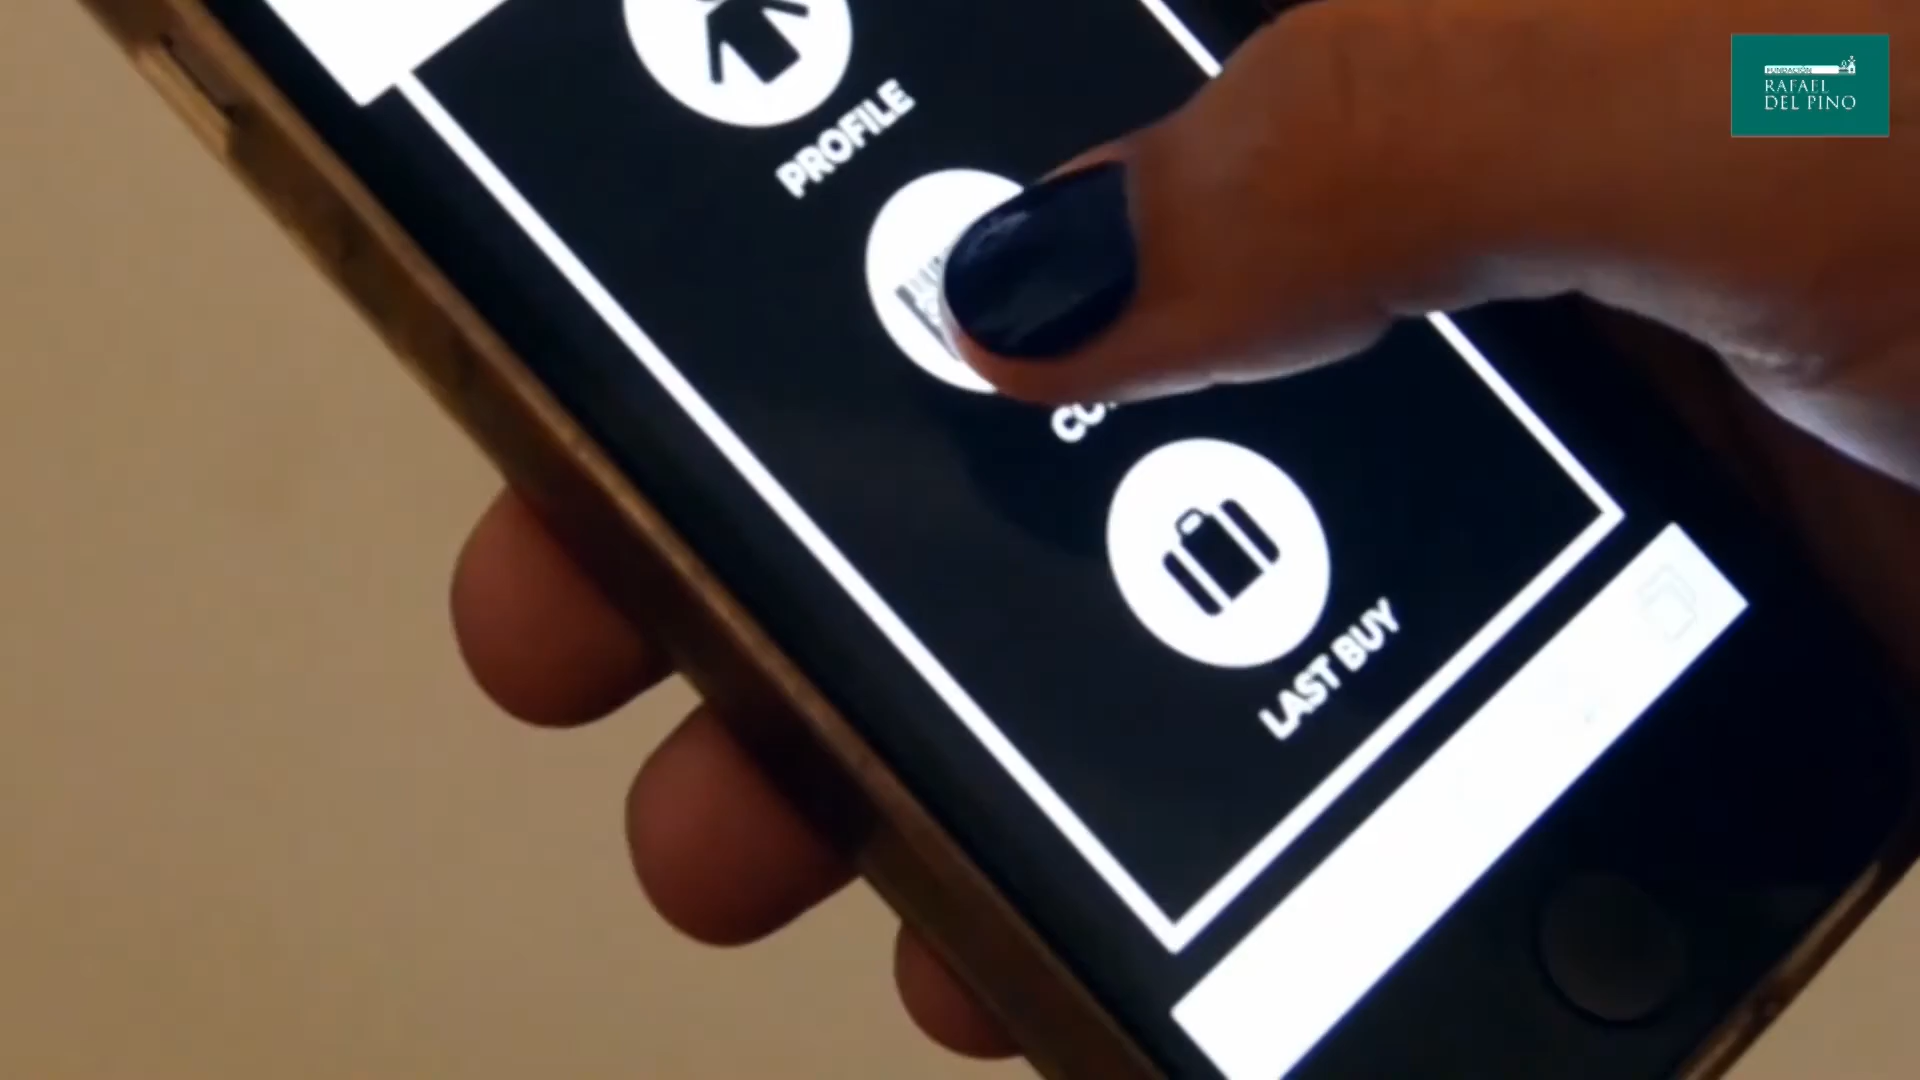 PROFILE
LAST BUY
FUNDACIÓN
RAFAEL
DEL PINO